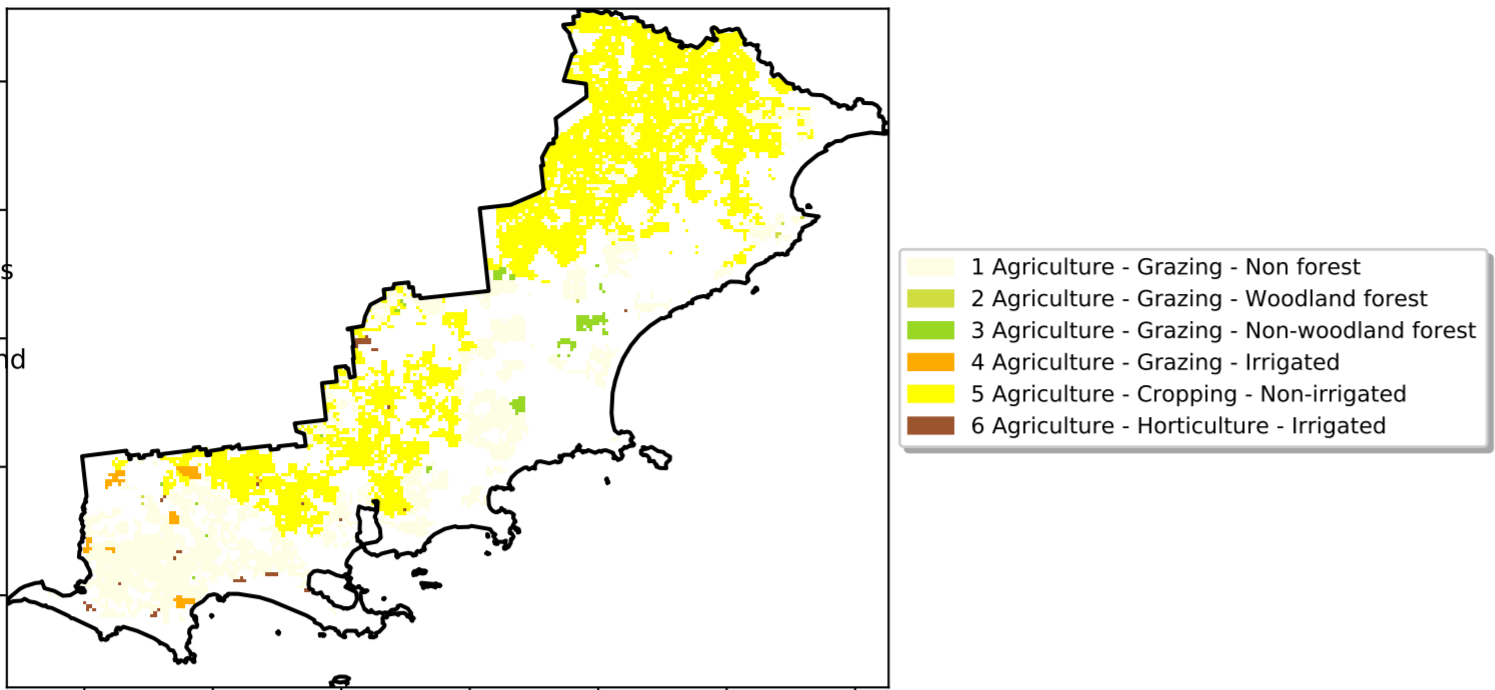 s
nd
1 Agriculture - Grazing - Non forest
2 Agriculture - Grazing - Woodland forest
3 Agriculture - Grazing - Non-woodland forest
4 Agriculture - Grazing - Irrigated
5 Agriculture - Cropping - Non-irrigated
6 Agriculture - Horticulture - Irrigated